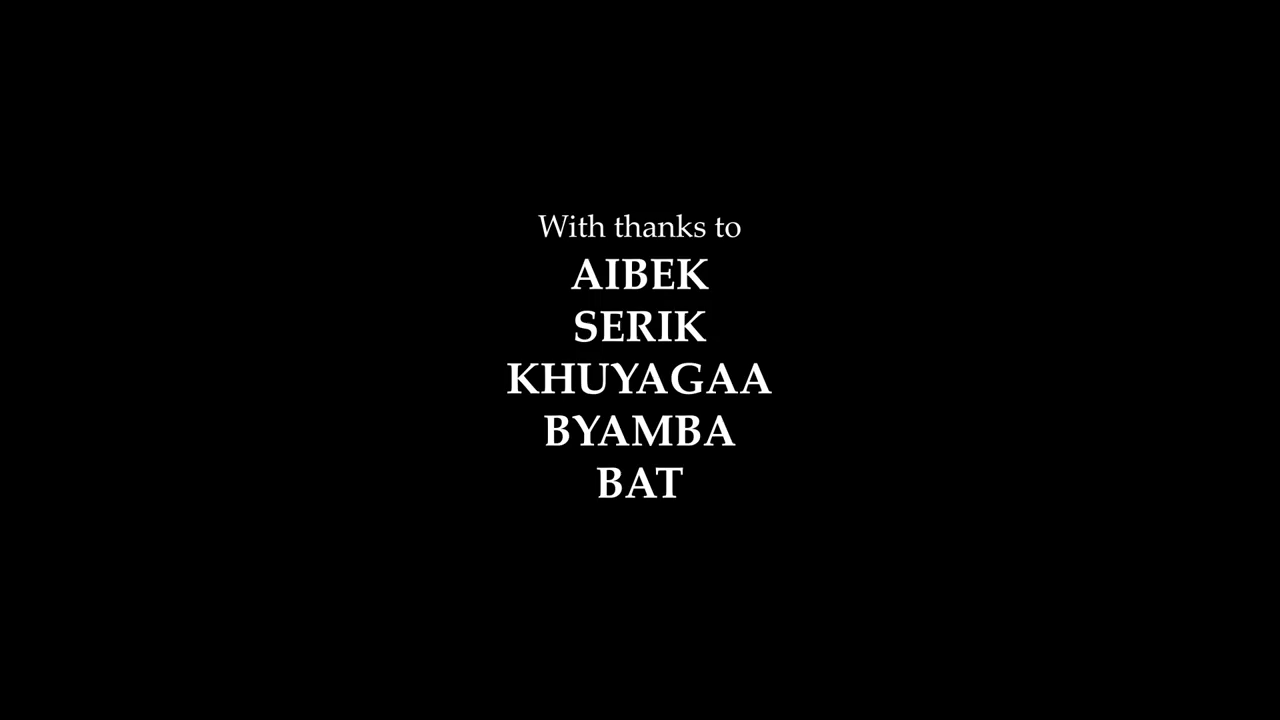 With thanks to
AIBEK
SERIK
KHUYAGAA
BYAMBA
BAT